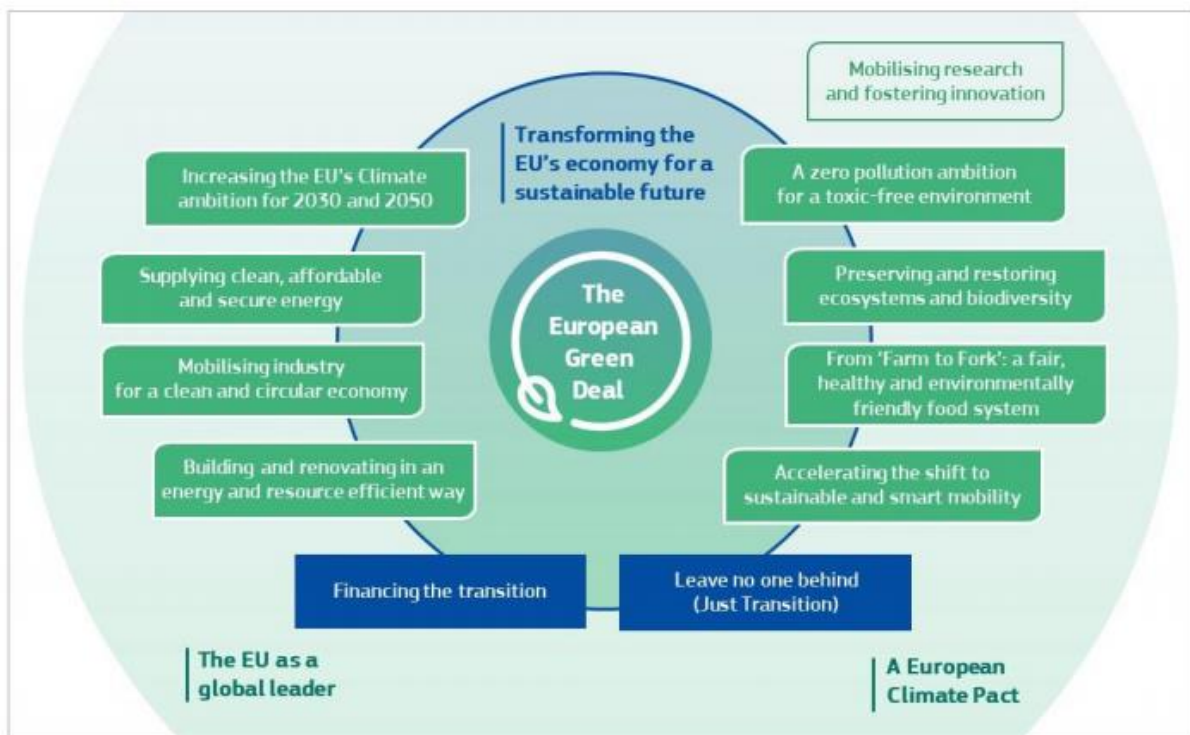 Mobilising research
and fostering innovation
Transforming the
EU's economy for a
sustainable future
Increasing the EU's Climate
ambition for 2030 and 2050
A zero pollution ambition
for a toxic-free environment
Supplying clean, affordable
and secure energy
Preserving and restoring
ecosystems and biodiversity
The
European
Green
Deal
Mobilising industry
for a clean and circular economy
From 'Farm to Fork': a fair,
healthy and environmentally
friendly food system
Building and renovating in an
energy and resource efficient way
Accelerating the shift to
sustainable and smart mobility
Financing the transition
Leave no one behind
(Just Transition)
The EU as a
global leader
A European
Climate Pact